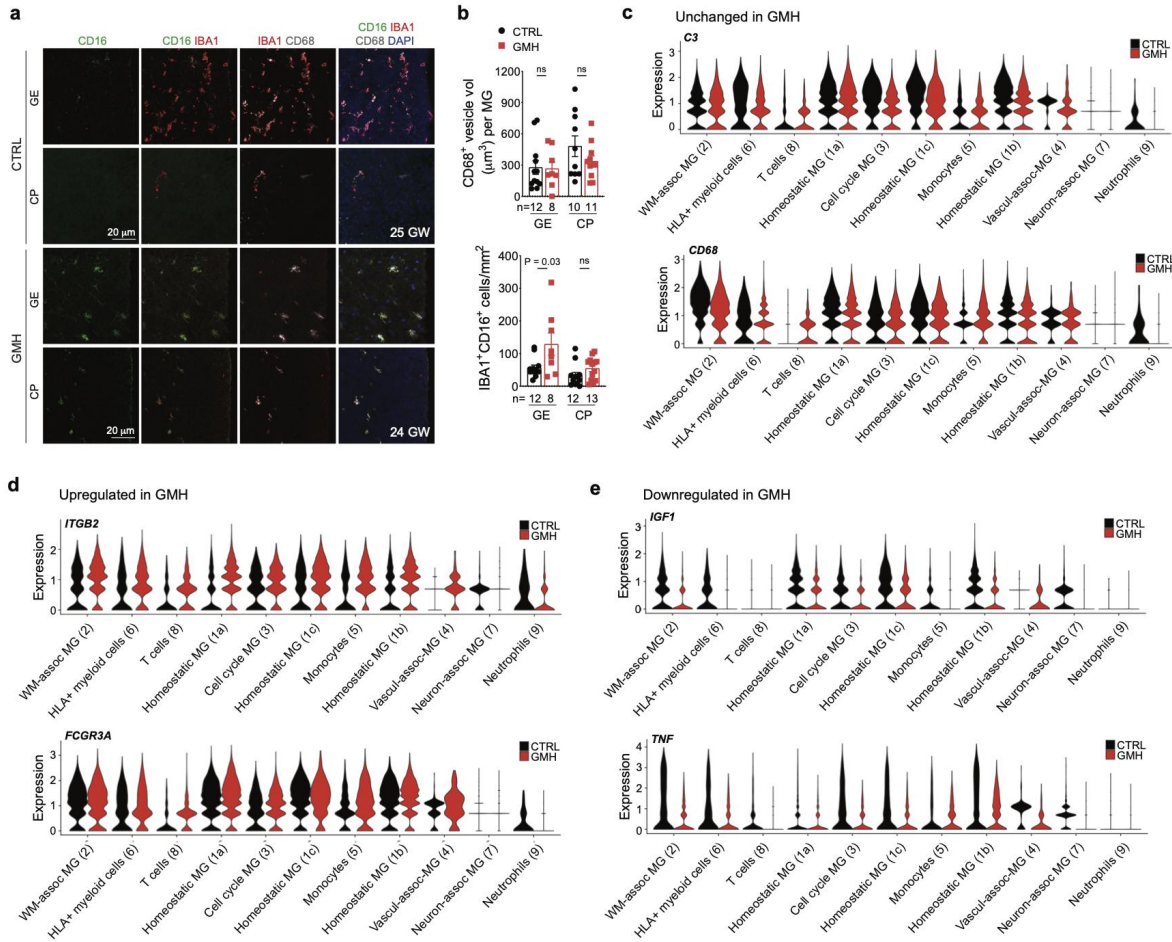 a
CD16
CD16 IBA1
IBA1 CD68
CD16 IBA1
CD68 DAPI
CTRL
GE
CP
20 μm
25 GW
GMH
GE
CP
20 μm
24 GW
b
CTRL
GMH
CD68+ vesicle vol
(μm3) per MG
1200
900
600
300
0
ns
ns
n= 12 8 10 11
GE CP
IBA1+CD16+ cells/mm2
400
300
200
100
0
P = 0.03
ns
n= 12 8 12 13
GE CP
c
Unchanged in GMH
C3
CTRL
GMH
Expression
3
2
1
0
WM-assoc MG (2)
HLA+ myeloid cells (6)
T cells (8)
Homeostatic MG (1a)
Cell cycle MG (3)
Homeostatic MG (1c)
Monocytes (5)
Homeostatic MG (1b)
Vascul-assoc-MG (4)
Neuron-assoc MG (7)
Neutrophils (9)
CD68
CTRL
GMH
Expression
3
2
1
0
WM-assoc MG (2)
HLA+ myeloid cells (6)
T cells (8)
Homeostatic MG (1a)
Cell cycle MG (3)
Homeostatic MG (1c)
Monocytes (5)
Homeostatic MG (1b)
Vascul-assoc-MG (4)
Neuron-assoc MG (7)
Neutrophils (9)
d
Upregulated in GMH
ITGB2
CTRL
GMH
Expression
2
1
0
WM-assoc MG (2)
HLA+ myeloid cells (6)
T cells (8)
Homeostatic MG (1a)
Cell cycle MG (3)
Homeostatic MG (1c)
Monocytes (5)
Homeostatic MG (1b)
Vascul-assoc-MG (4)
Neuron-assoc MG (7)
Neutrophils (9)
FCGR3A
CTRL
GMH
Expression
3
2
1
0
WM-assoc MG (2)
HLA+ myeloid cells (6)
T cells (8)
Homeostatic MG (1a)
Cell cycle MG (3)
Homeostatic MG (1c)
Monocytes (5)
Homeostatic MG (1b)
Vascul-assoc-MG (4)
Neuron-assoc MG (7)
Neutrophils (9)
e
Downregulated in GMH
IGF1
CTRL
GMH
Expression
3
2
1
0
WM-assoc MG (2)
HLA+ myeloid cells (6)
T cells (8)
Homeostatic MG (1a)
Cell cycle MG (3)
Homeostatic MG (1c)
Monocytes (5)
Homeostatic MG (1b)
Vascul-assoc-MG (4)
Neuron-assoc MG (7)
Neutrophils (9)
TNF
CTRL
GMH
Expression
4
3
2
1
0
WM-assoc MG (2)
HLA+ myeloid cells (6)
T cells (8)
Homeostatic MG (1a)
Cell cycle MG (3)
Homeostatic MG (1c)
Monocytes (5)
Homeostatic MG (1b)
Vascul-assoc-MG (4)
Neuron-assoc MG (7)
Neutrophils (9)